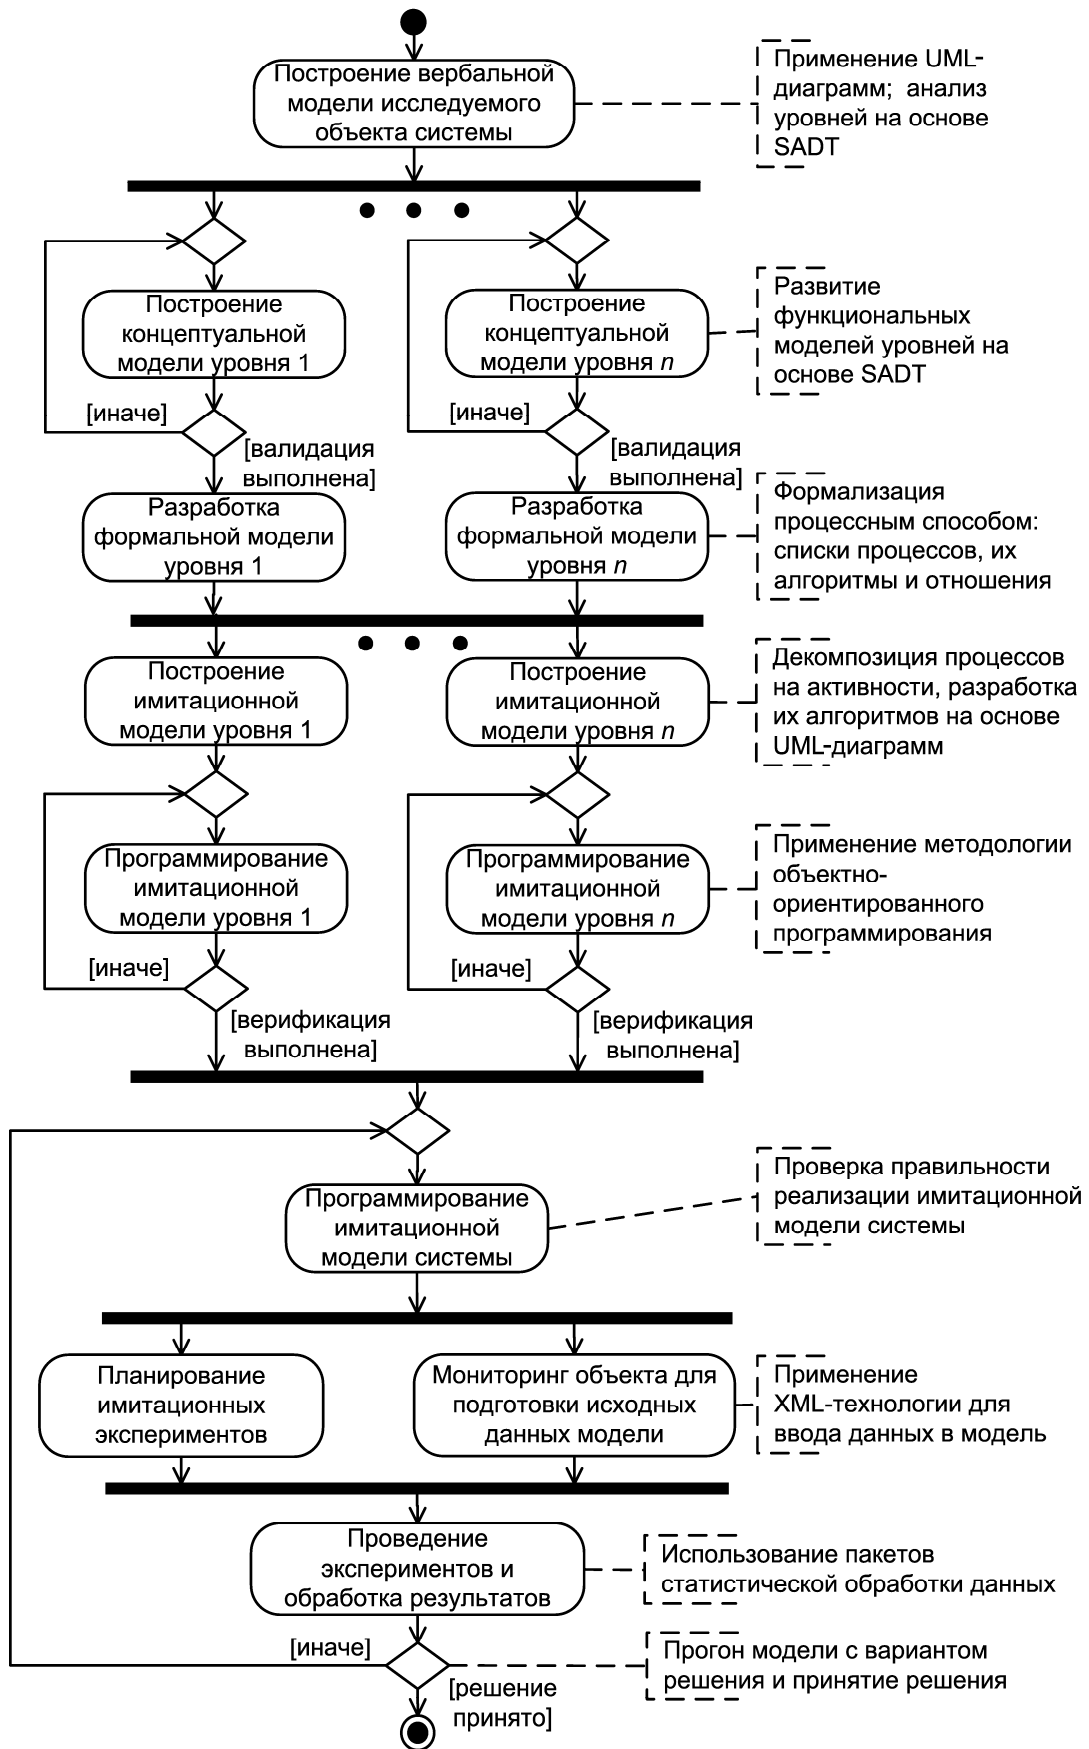 Построение вербальной
модели исследуемого
объекта системы
Применение UML-
диаграмм; анализ
уровней на основе
SADT
Построение
концептуальной
модели уровня 1
Построение
концептуальной
модели уровня n
Развитие
функциональных
моделей уровней на
основе SADT
[иначе]
[валидация
выполнена]
[иначе]
[валидация
выполнена]
Разработка
формальной модели
уровня 1
Разработка
формальной модели
уровня n
Формализация
процессным способом:
списки процессов, их
алгоритмы и отношения
Построение
имитационной
модели уровня 1
Построение
имитационной
модели уровня n
Декомпозиция процессов
на активности, разработка
их алгоритмов на основе
UML-диаграмм
Программирование
имитационной
модели уровня 1
Программирование
имитационной
модели уровня n
Применение методологии
объектно-
ориентированного
программирования
[иначе]
[верификация
выполнена]
[иначе]
[верификация
выполнена]
Программирование
имитационной
модели системы
Проверка правильности
реализации имитационной
модели системы
Планирование
имитационных
экспериментов
Мониторинг объекта для
подготовки исходных
данных модели
Применение
XML-технологии для
ввода данных в модель
Проведение
экспериментов и
обработка результатов
Использование пакетов
статистической обработки данных
[иначе]
[решение
принято]
Прогон модели с вариантом
решения и принятие решения